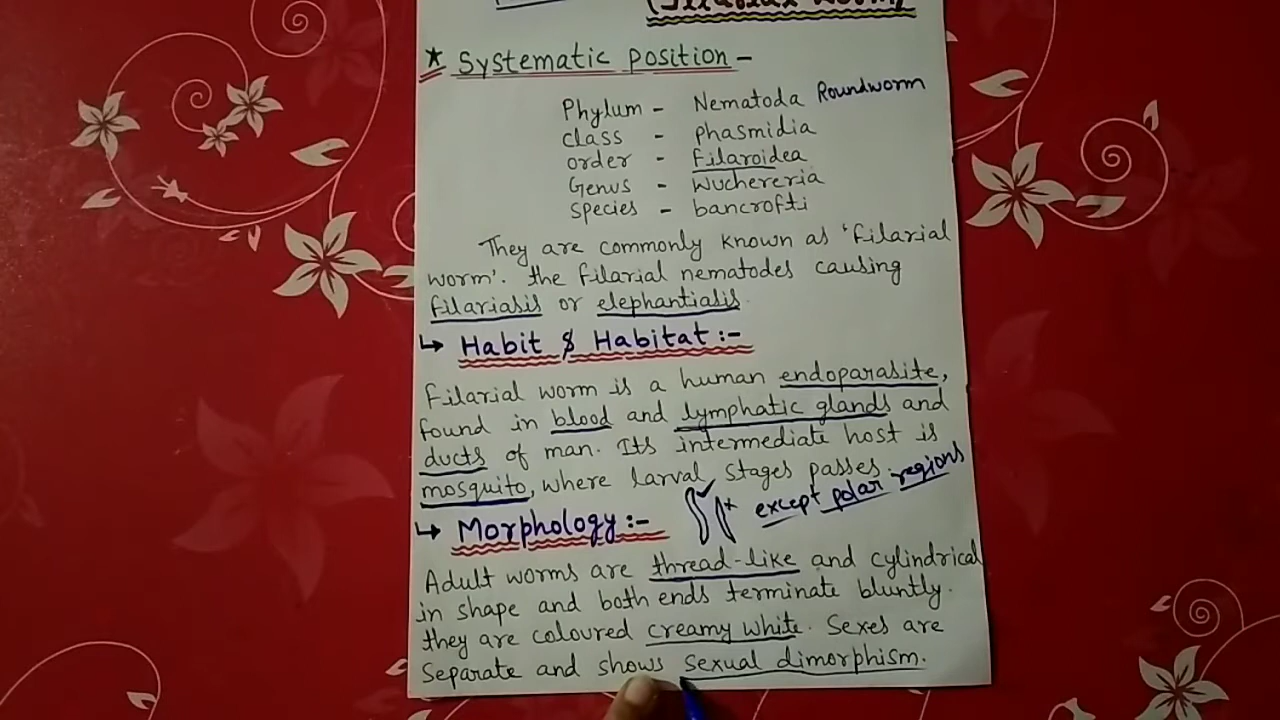 * Systematic position -
Phylum - Nematoda Roundworm
class - phasmidia
order - Filaroidea
Genus - Wuchereria
Species - bancrofti
They are commonly known as 'filarial
worm'. the filarial nematodes causing
filariasis or elephantialis
↳ Habit & Habitat :-
Filarial worm is a human endoparasite,
found in blood and lymphatic glands and
ducts of man. Its intermediate host is
mosquito, where larval stages passes.
except polar regions
↳ Morphology :-
Adult worms are thread-like and cylindrical
in shape and both ends terminate bluntly.
they are coloured creamy white. Sexes are
Separate and shows sexual dimorphism.